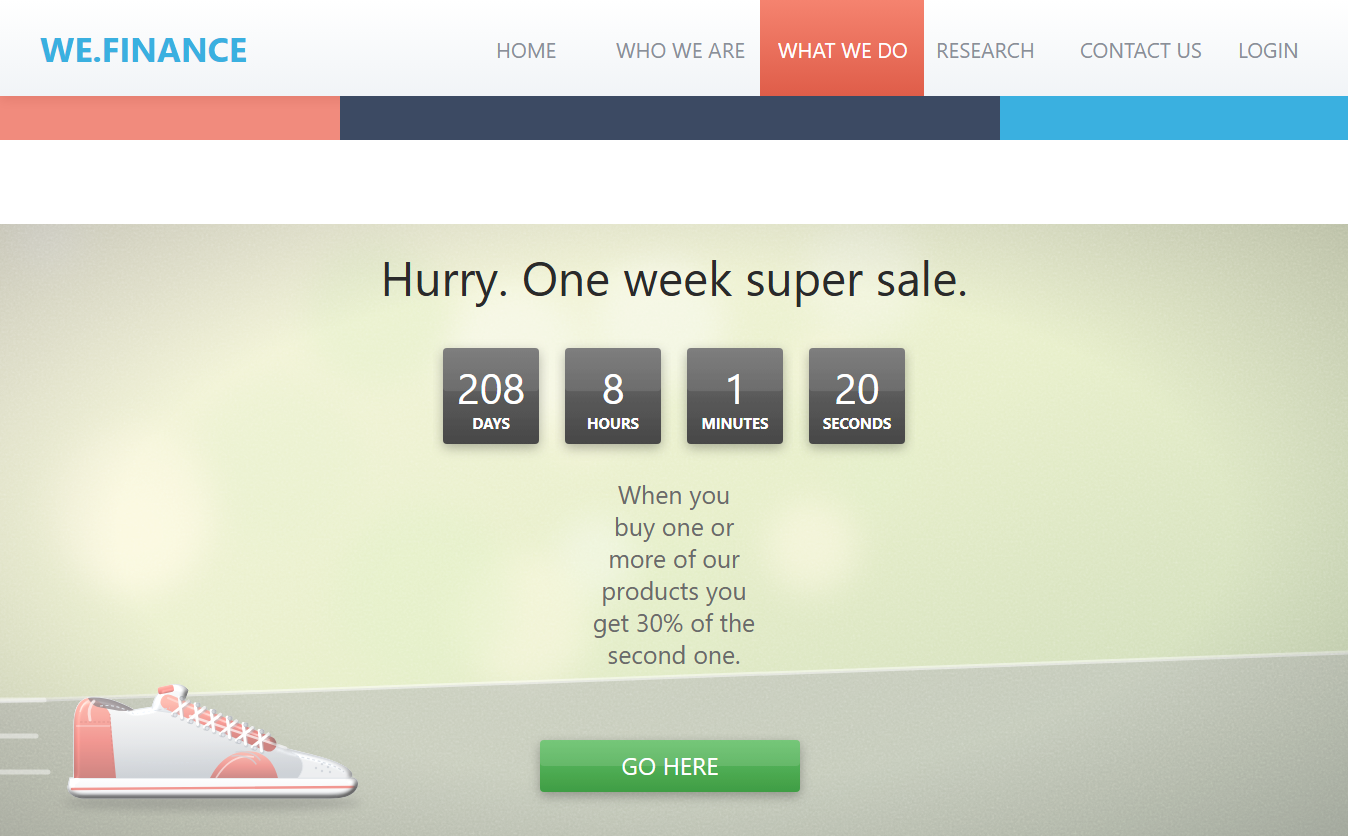 WE.FINANCE
HOME WHO WE ARE WHAT WE DO RESEARCH CONTACT US LOGIN
Hurry. One week super sale.
208 8 1 20
DAYS HOURS MINUTES SECONDS
When you
buy one or
more of our
products you
get 30% of the
second one.
GO HERE